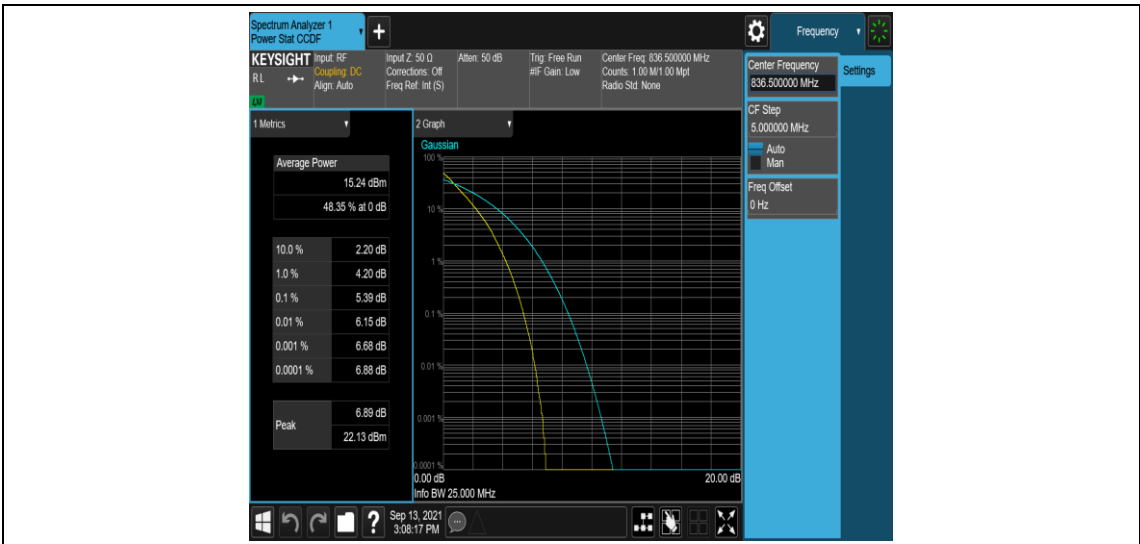 Spectrum Analyzer 1
Power Stat CCDF
+
Frequency
KEYSIGHT
Input: RF
Coupling: DC
Align: Auto
Input Z: 50 Ω
Corrections: Off
Freq Ref: Int (S)
Atten: 50 dB
Trig: Free Run
#IF Gain: Low
Center Freq: 836.500000 MHz
Counts: 1.00 M/1.00 Mpt
Radio Std: None
RL
LXI
Center Frequency
836.500000 MHz
Settings
CF Step
5.000000 MHz
Auto
Man
Freq Offset
0 Hz
1 Metrics
Average Power
15.24 dBm
48.35 % at 0 dB
10.0 % 2.20 dB
1.0 % 4.20 dB
0.1 % 5.39 dB
0.01 % 6.15 dB
0.001 % 6.68 dB
0.0001 % 6.88 dB
Peak
6.89 dB
22.13 dBm
2 Graph
Gaussian
100 %
10 %
1 %
0.1 %
0.01 %
0.001 %
0.0001 %
0.00 dB 20.00 dB
Info BW 25.000 MHz
?
Sep 13, 2021
3:08:17 PM